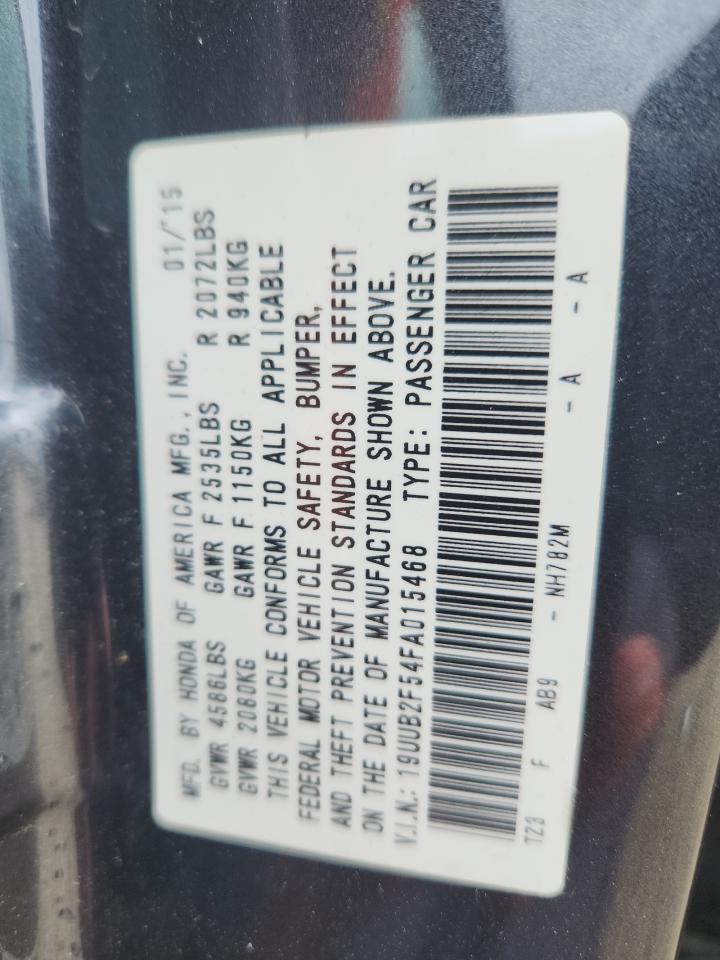 MFD. BY HONDA OF AMERICA MFG., INC. 01/'15
GVWR 4586LBS GAWR F 2535LBS R 2072LBS
GVWR 2080KG GAWR F 1150KG R 940KG
THIS VEHICLE CONFORMS TO ALL APPLICABLE
FEDERAL MOTOR VEHICLE SAFETY, BUMPER,
AND THEFT PREVENTION STANDARDS IN EFFECT
ON THE DATE OF MANUFACTURE SHOWN ABOVE.
V.I.N.: 19UUB2F54FA015468 TYPE: PASSENGER CAR
TZ3 F AB9 - NH782M - A - A